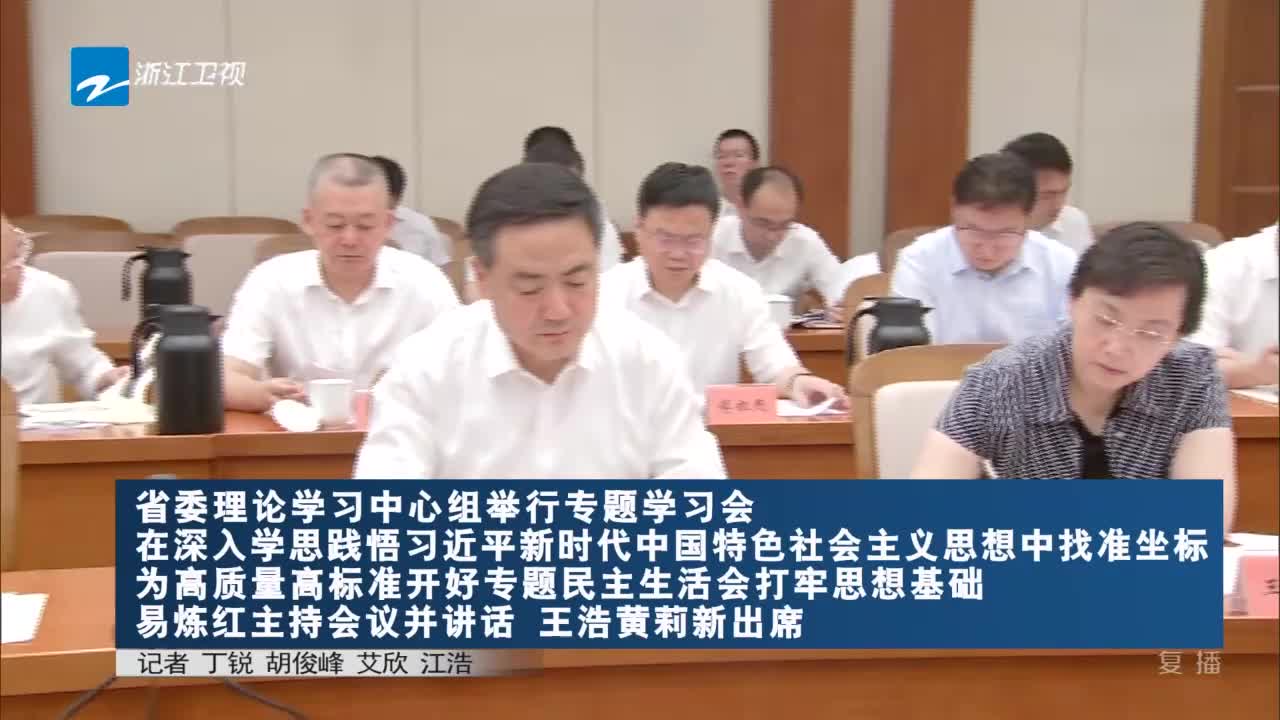 浙江卫视
省委理论学习中心组举行专题学习会
在深入学思践悟习近平新时代中国特色社会主义思想中找准坐标
为高质量高标准开好专题民主生活会打牢思想基础
易炼红主持会议并讲话 王浩黄莉新出席
记者 丁锐 胡俊峰 艾欣 江浩
复播